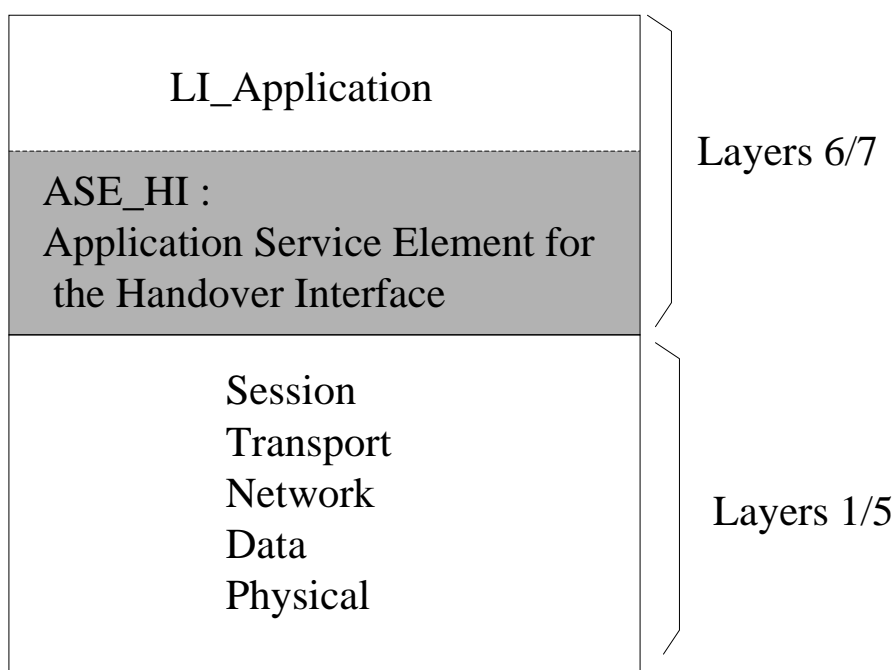 LI_Application
Layers 6/7
ASE_HI :
Application Service Element for
the Handover Interface
Session
Transport
Network
Data
Physical
Layers 1/5